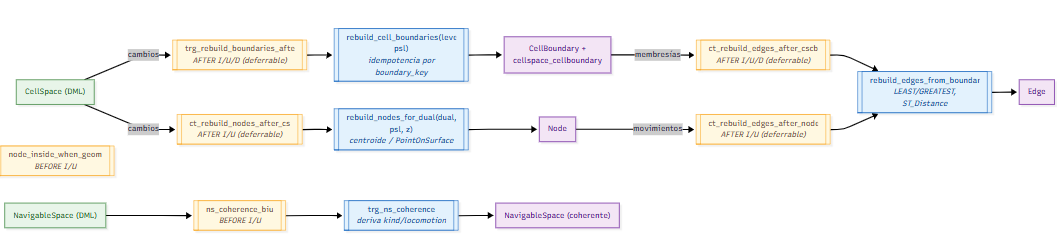 CellSpace (DML)
cambios
trg_rebuild_boundaries_afte
AFTER I/U/D (deferrable)
rebuild_cell_boundaries(leve
psl)
idempotencia por
boundary_key
CellBoundary +
cellspace_cellboundary
membresías
ct_rebuild_edges_after_cscb
AFTER I/U/D (deferrable)
cambios
ct_rebuild_nodes_after_cs
AFTER I/U (deferrable)
rebuild_nodes_for_dual(dual,
psl, z)
centroide / PointOnSurface
Node
movimientos
ct_rebuild_edges_after_node
AFTER I/U (deferrable)
rebuild_edges_from_boundar
LEAST/GREATEST,
ST_Distance
Edge
node_inside_when_geom
BEFORE I/U
NavigableSpace (DML)
ns_coherence_biu
BEFORE I/U
trg_ns_coherence
deriva kind/locomotion
NavigableSpace (coherente)